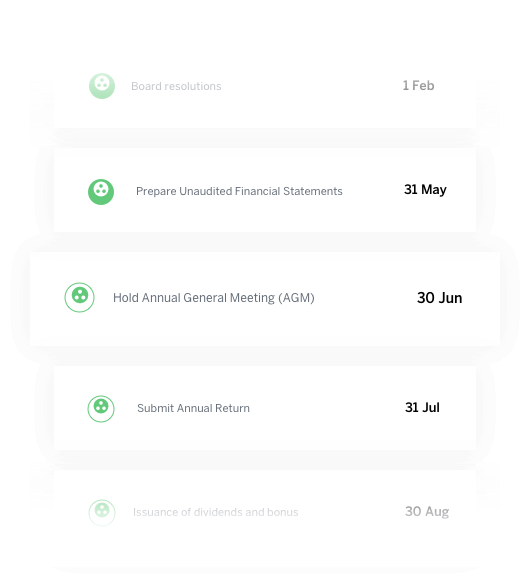 Board resolutions 1 Feb
Prepare Unaudited Financial Statements 31 May
Hold Annual General Meeting (AGM) 30 Jun
Submit Annual Return 31 Jul
Issuance of dividends and bonus 30 Aug